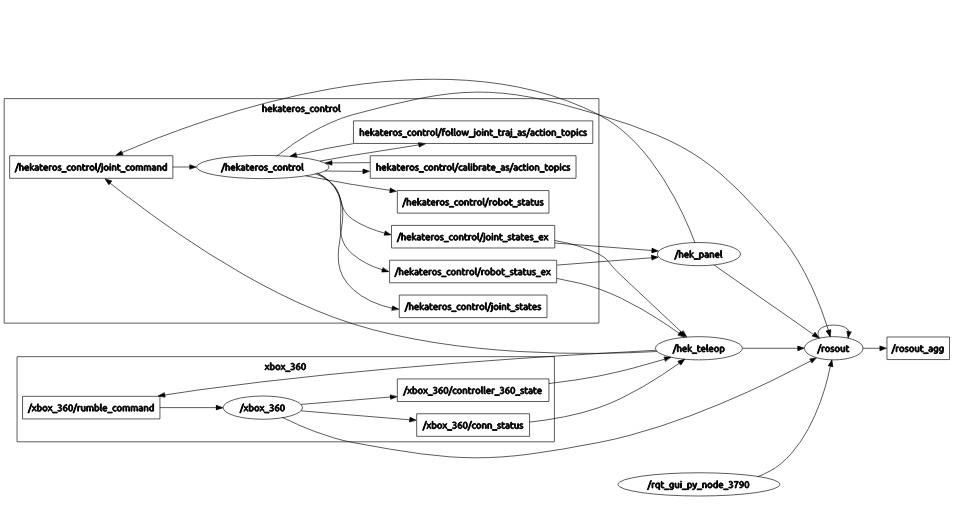 hekateros_control
hekateros_control/follow_joint_traj_as/action_topics
/hekateros_control/joint_command
/hekateros_control
hekateros_control/calibrate_as/action_topics
/hekateros_control/robot_status
/hekateros_control/joint_states_ex
/hek_panel
/hekateros_control/robot_status_ex
/hekateros_control/joint_states
/hek_teleop
/rosout
/rosout_agg
xbox_360
/xbox_360/controller_360_state
/xbox_360/rumble_command
/xbox_360
/xbox_360/conn_status
/rqt_gui_py_node_3790